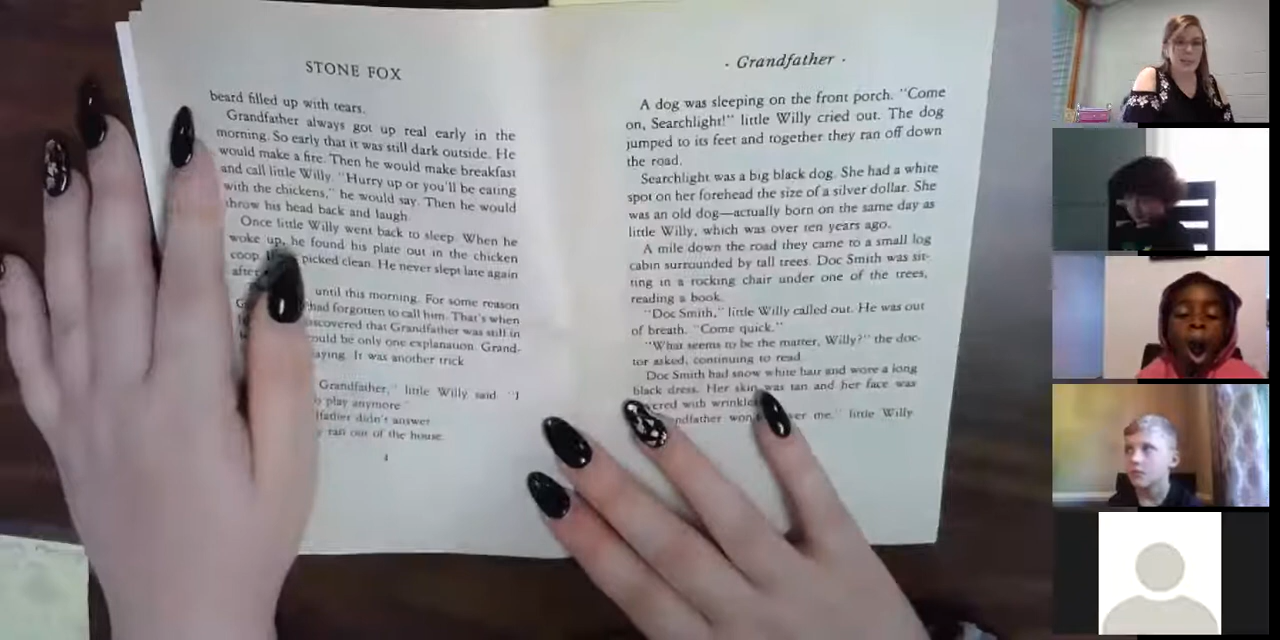 STONE FOX
beard filled up with tears.
Grandfather always got up real early in the
morning. So early that it was still dark outside. He
would make a fire. Then he would make breakfast
and call little Willy. "Hurry up or you'll be eating
with the chickens," he would say. Then he would
throw his head back and laugh.
Once little Willy went back to sleep. When he
woke up, he found his plate out in the chicken
coop. picked clean. He never slept late again
after
until this morning. For some reason
had forgotten to call him. That's when
discovered that Grandfather was still in
could be only one explanation. Grand-
It was another trick
Grandfather," little Willy said. "I
play anymore"
didn't answer
ran out of the house.
4
· Grandfather ·
A dog was sleeping on the front porch. "Come
on, Searchlight!" little Willy cried out. The dog
jumped to its feet and together they ran off down
the road.
Searchlight was a big black dog. She had a white
spot on her forehead the size of a silver dollar. She
was an old dog—actually born on the same day as
little Willy, which was over ten years ago.
A mile down the road they came to a small log
cabin surrounded by tall trees. Doc Smith was sit-
ting in a rocking chair under one of the trees,
reading a book.
"Doc Smith," little Willy called out. He was out
of breath. "Come quick."
"What seems to be the matter, Willy?" the doc-
tor asked, continuing to read.
Doc Smith had snow white hair and wore a long
black dress. Her skin was tan and her face was
covered with wrinkles
me." little Willy